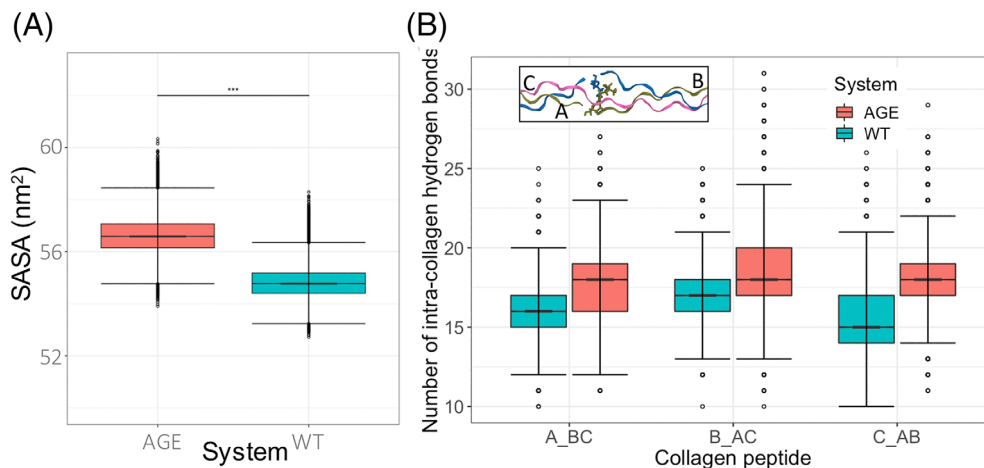 (A)
***
SASA (nm²)
60
56
52
AGE
WT
System
(B)
Number of intra-collagen hydrogen bonds
30
25
20
15
10
C
B
A
System
AGE
WT
A_BC
B_AC
C_AB
Collagen peptide